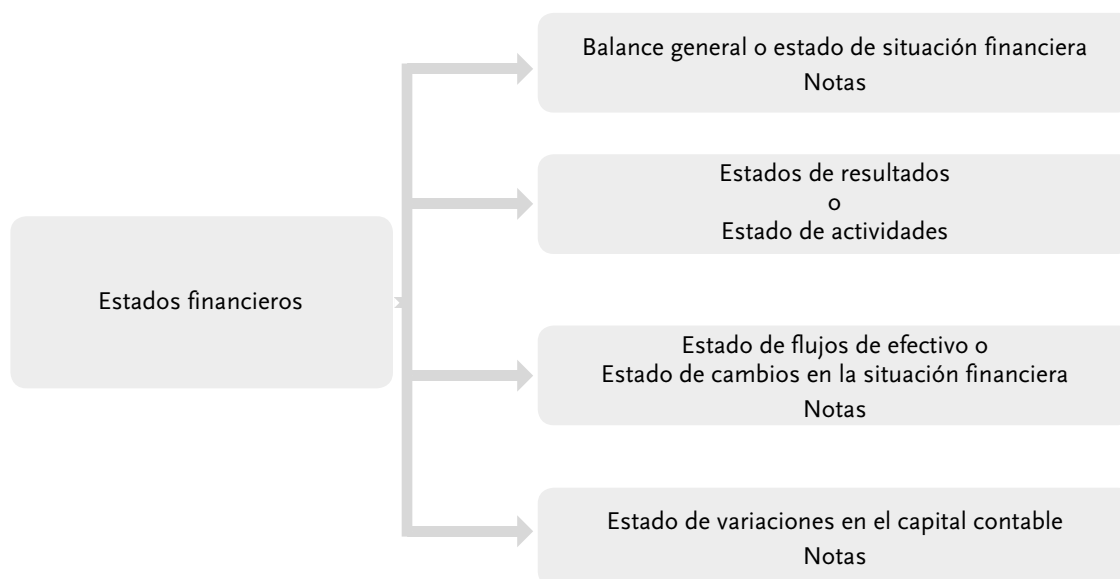 Balance general o estado de situación financiera
Notas
Estados de resultados
o
Estado de actividades
Estados financieros
Estado de flujos de efectivo o
Estado de cambios en la situación financiera
Notas
Estado de variaciones en el capital contable
Notas